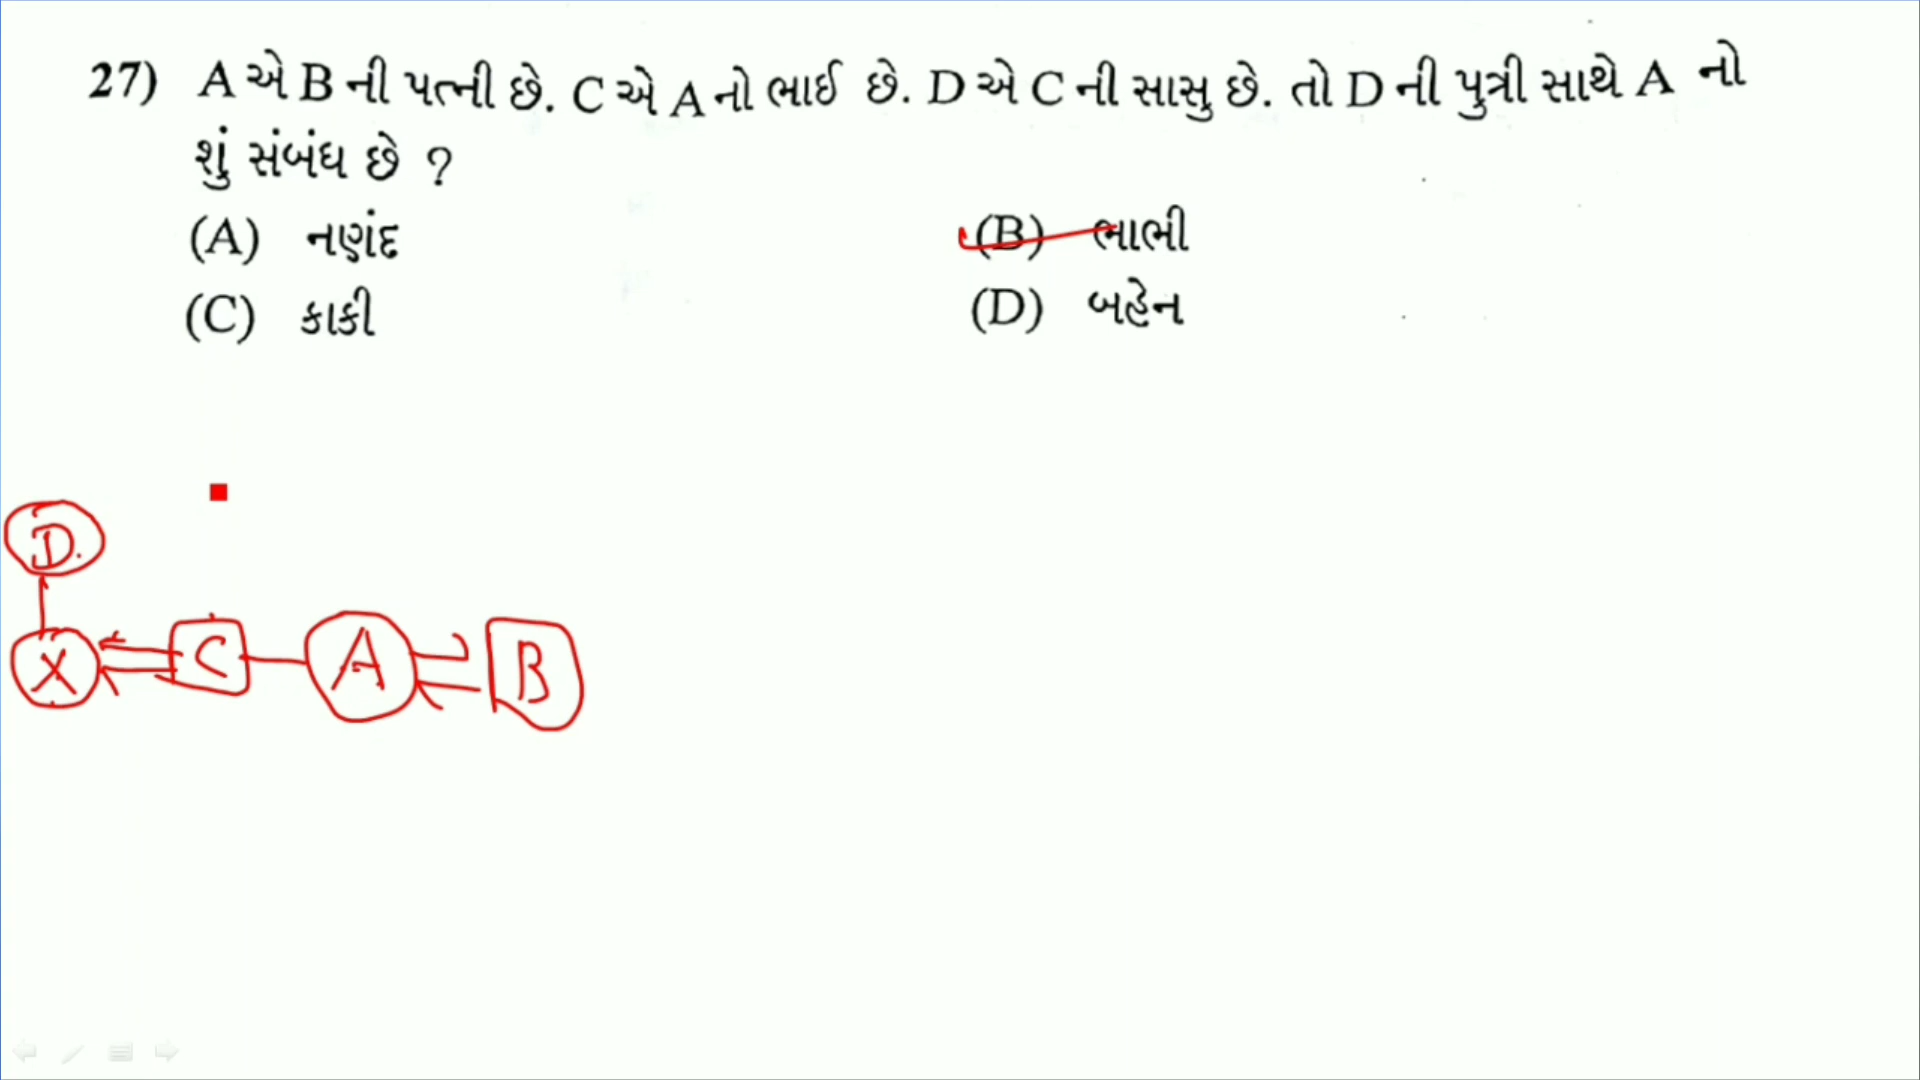 27) A એ B ની પત્ની છે. C એ A નો ભાઈ છે. D એ C ની સાસુ છે. તો D ની પુત્રી સાથે A નો
શું સંબંધ છે ?
(A) નણંદ (B) ભાભી
(C) કાકી (D) બહેન
D.
X C A B